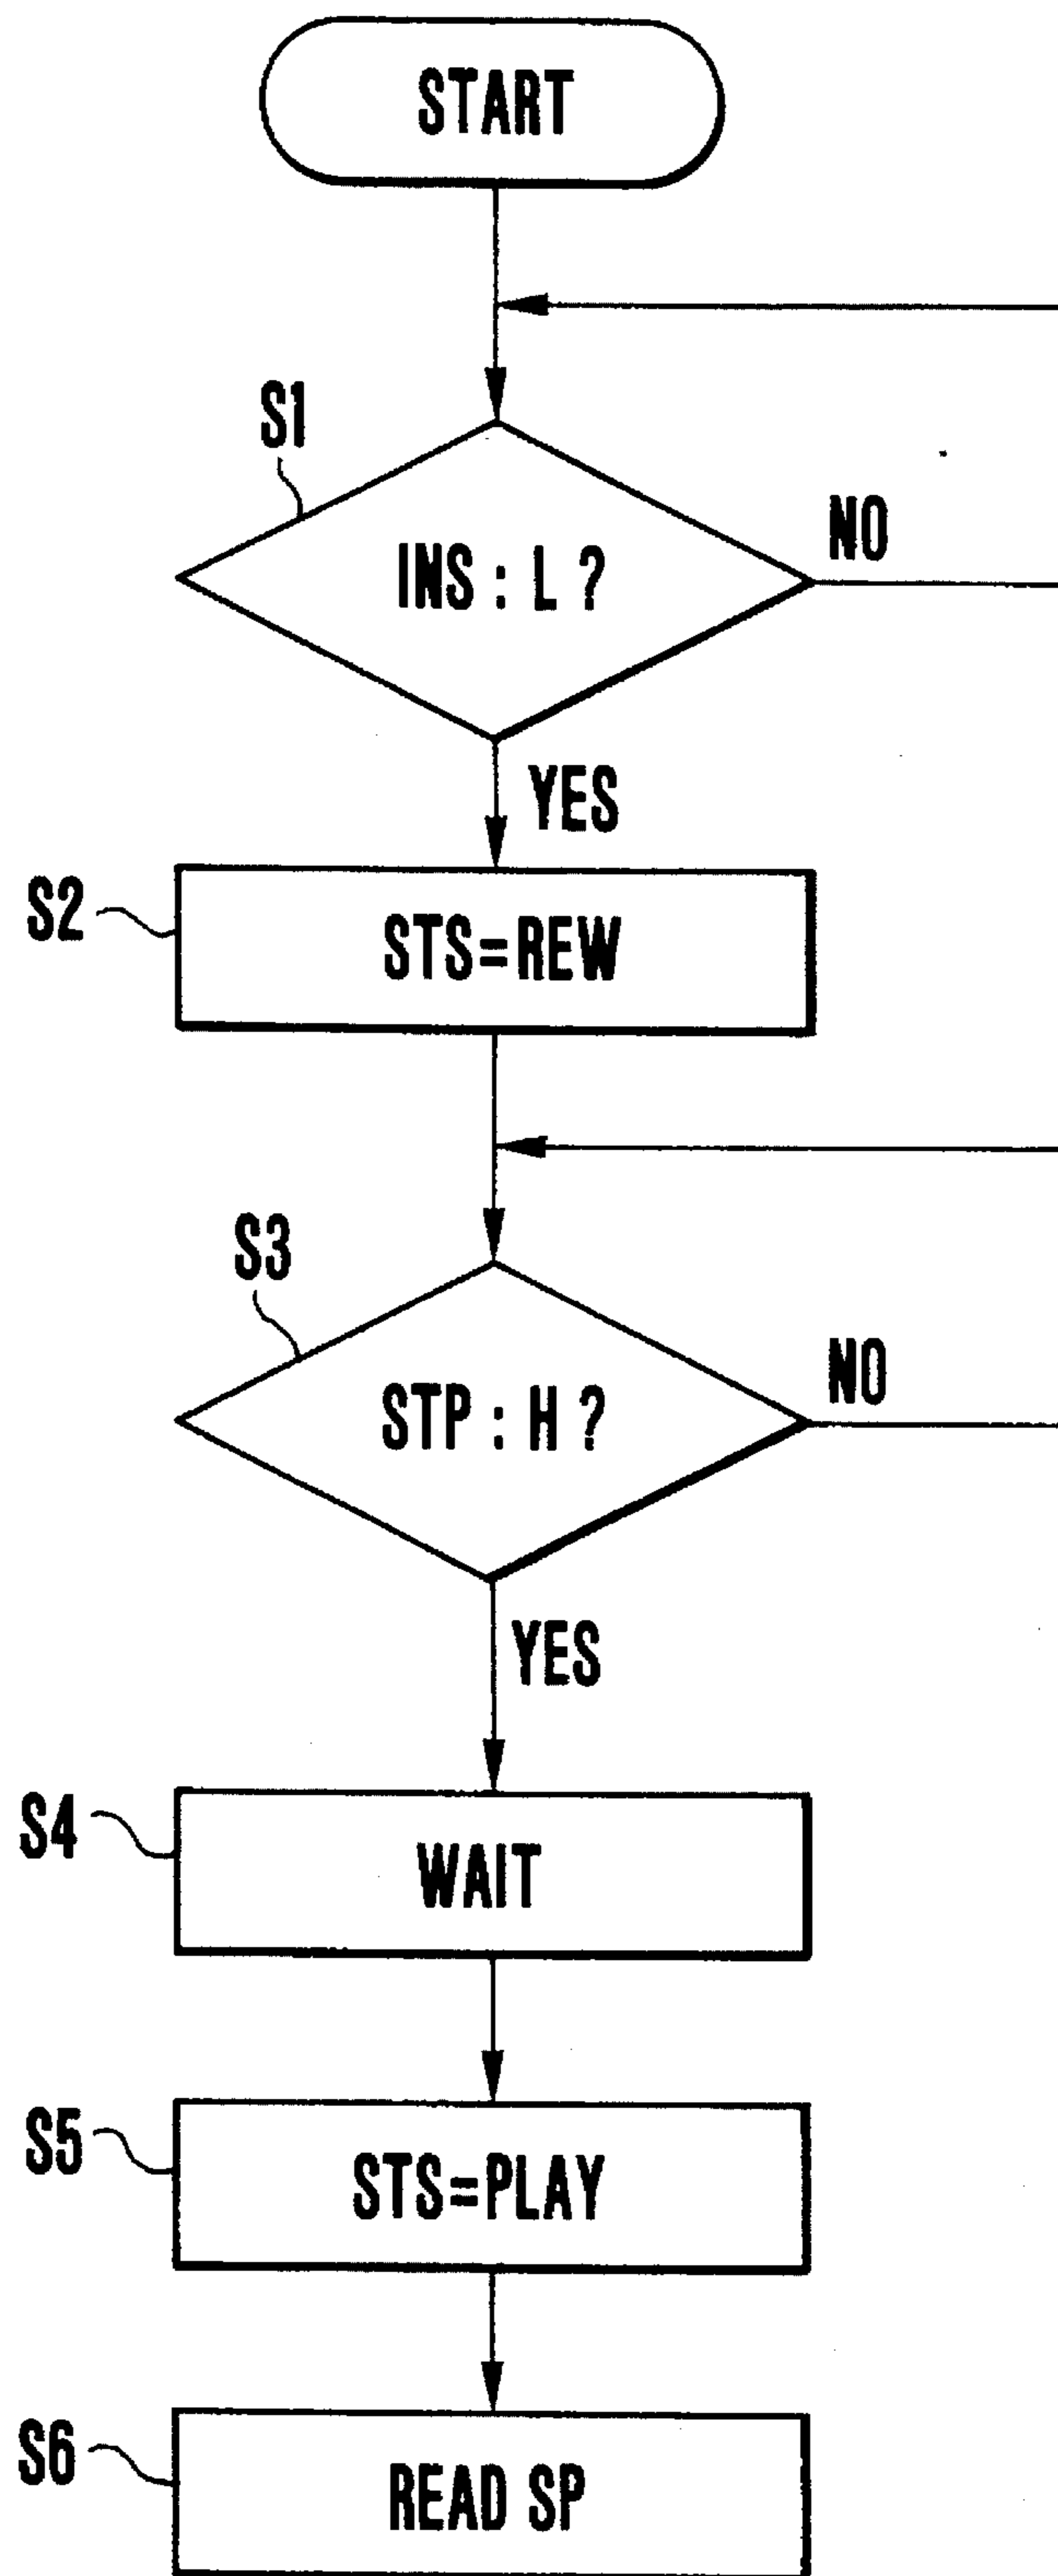 START
S1
INS : L ?
NO
YES
S2
STS=REW
S3
STP : H ?
NO
YES
S4
WAIT
S5
STS=PLAY
S6
READ SP